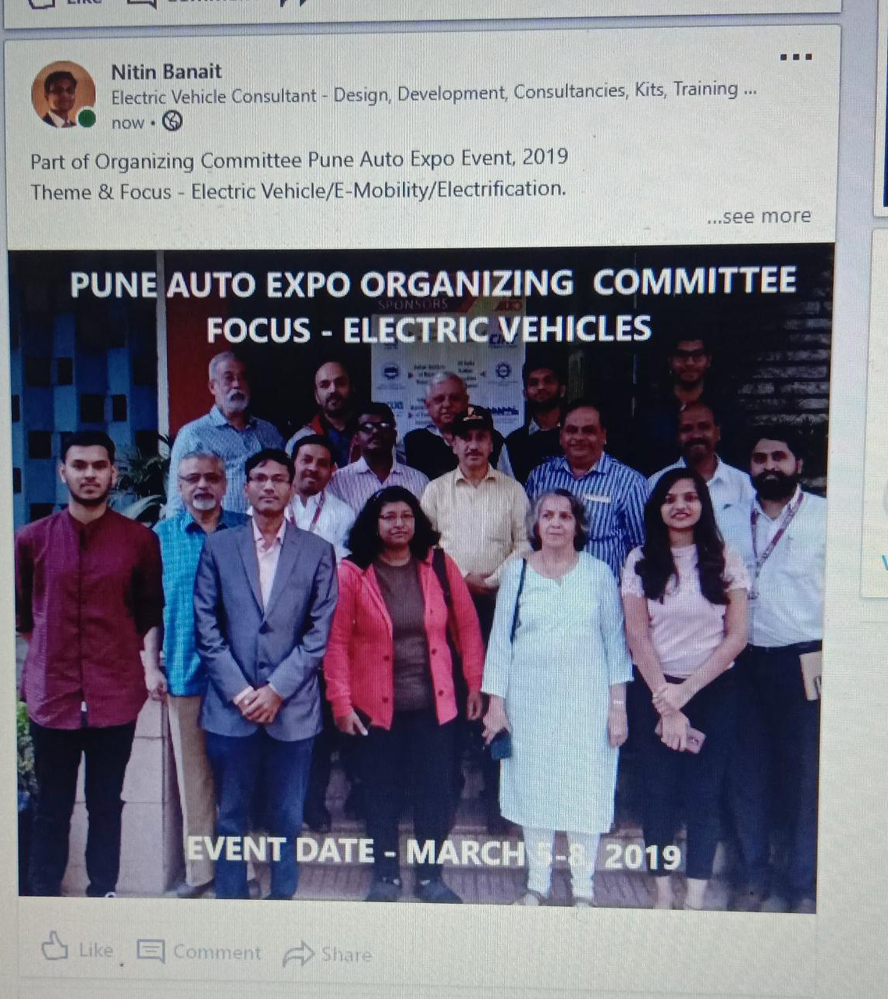 Like
Nitin Banait
Electric Vehicle Consultant - Design, Development, Consultancies, Kits, Training ...
now •
Part of Organizing Committee Pune Auto Expo Event, 2019
Theme & Focus - Electric Vehicle/E-Mobility/Electrification.
...see more
PUNE AUTO EXPO ORGANIZING COMMITTEE
SPONSORS
FOCUS - ELECTRIC VEHICLES
EVENT DATE - MARCH 5-8, 2019
Like Comment Share